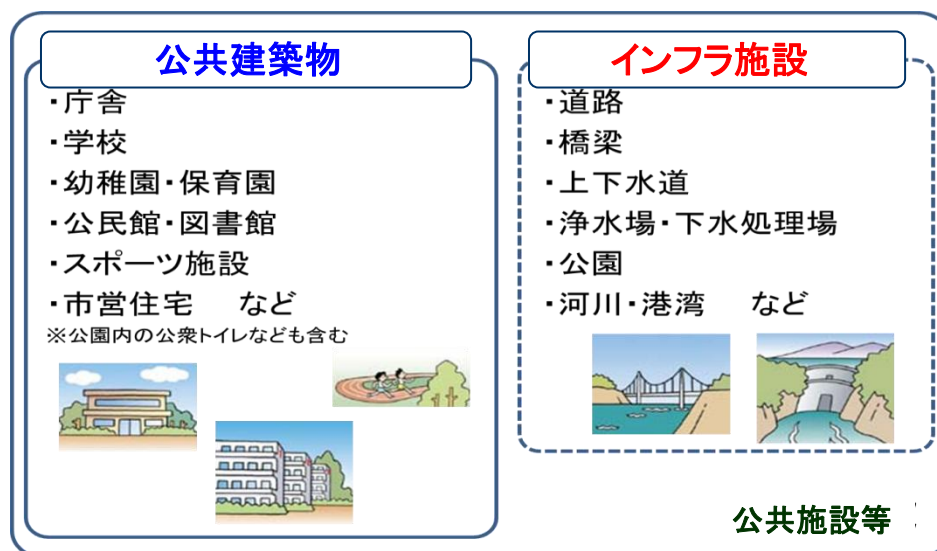 公共建築物
・庁舎
・学校
・幼稚園・保育園
・公民館・図書館
・スポーツ施設
・市営住宅　など
※公園内の公衆トイレなども含む
インフラ施設
・道路
・橋梁
・上下水道
・浄水場・下水処理場
・公園
・河川・港湾　など
公共施設等